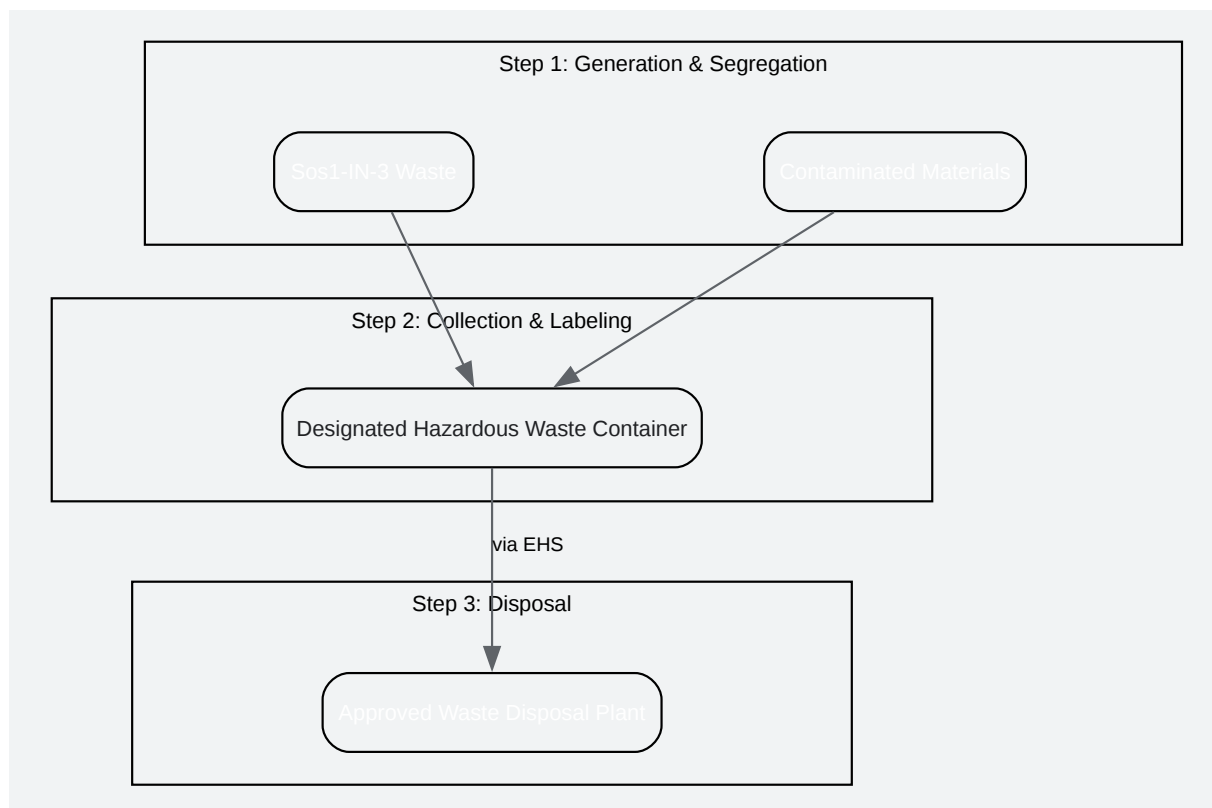 Step 1: Generation & Segregation
Sos1-IN-3 Waste
Contaminated Materials
Step 2: Collection & Labeling
Designated Hazardous Waste Container
via EHS
Step 3: Disposal
Approved Waste Disposal Plant